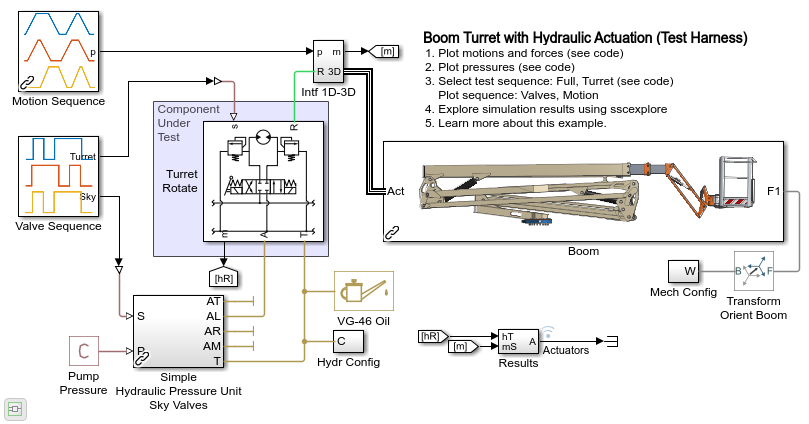 Boom Turret with Hydraulic Actuation (Test Harness)
1. Plot motions and forces (see code)
2. Plot pressures (see code)
3. Select test sequence: Full, Turret (see code)
Plot sequence: Valves, Motion
4. Explore simulation results using sscexplore
5. Learn more about this example.
p
Motion Sequence
p m
R 3D
Intf 1D-3D
[m]
Turret
Sky
Valve Sequence
Component
Under
Test
S
R
Turret
Rotate
m
A
T
[hR]
Act
F1
Boom
S
P
AT
AL
AR
AM
T
Simple
Hydraulic Pressure Unit
Sky Valves
C
Pump
Pressure
VG-46 Oil
C
Hydr Config
W
Mech Config
B F
Transform
Orient Boom
[hR]
[m]
hT
mS
A
Results
Actuators